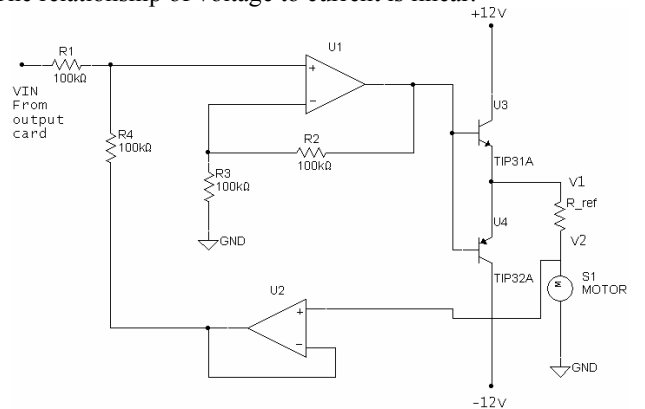 The relationship of voltage to current is linear.
+12V
R1
100kΩ
VIN
From
output
card
R4
100kΩ
U1
+
−
R2
100kΩ
R3
100kΩ
GND
U3
TIP31A
V1
R_ref
V2
U4
TIP32A
S1
MOTOR
M
GND
U2
+
−
-12V